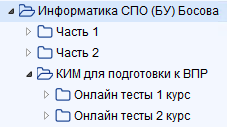 Информатика СПО (БУ) Босова
Часть 1
Часть 2
КИМ для подготовки к ВПР
Онлайн тесты 1 курс
Онлайн тесты 2 курс